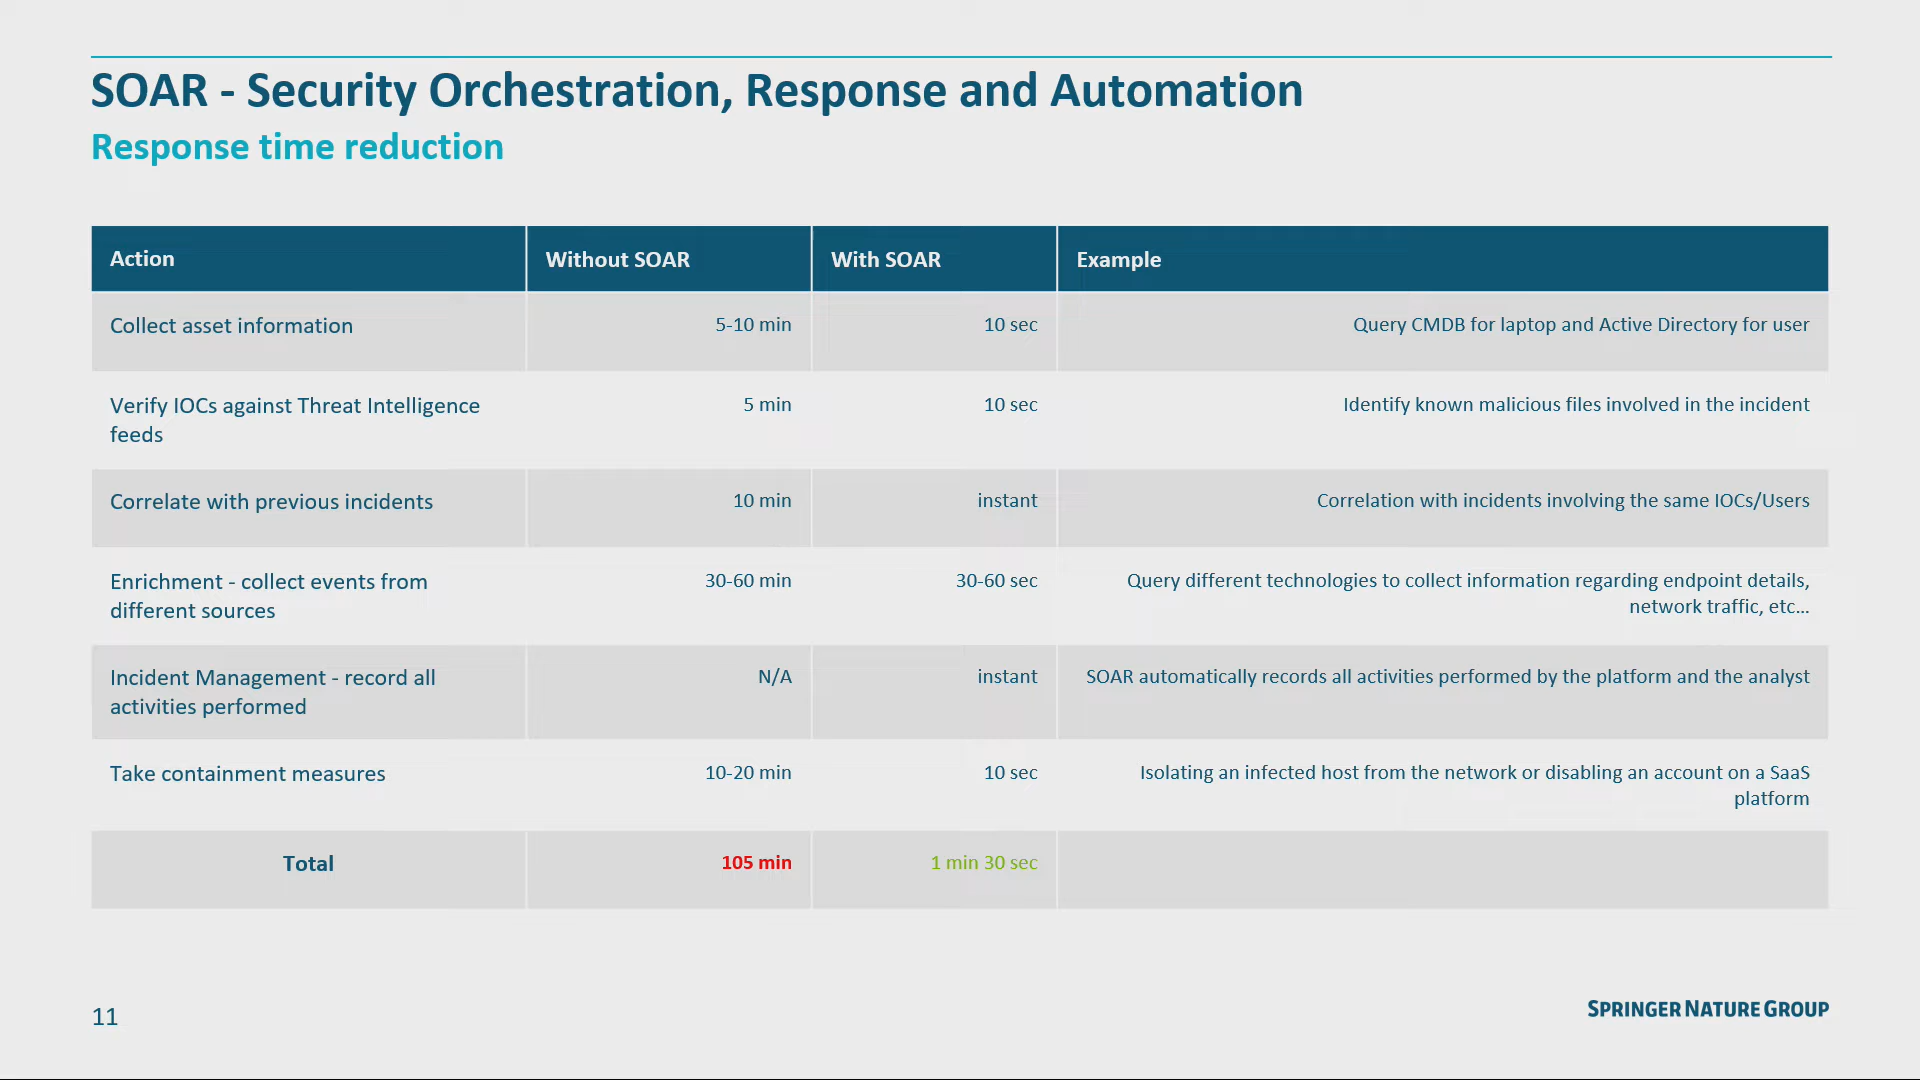 SOAR - Security Orchestration, Response and Automation
Response time reduction
Action Without SOAR With SOAR Example
Collect asset information 5-10 min 10 sec Query CMDB for laptop and Active Directory for user
Verify IOCs against Threat Intelligence 5 min 10 sec Identify known malicious files involved in the incident
feeds
Correlate with previous incidents 10 min instant Correlation with incidents involving the same IOCs/Users
Enrichment - collect events from 30-60 min 30-60 sec Query different technologies to collect information regarding endpoint details,
different sources network traffic, etc...
Incident Management - record all N/A instant SOAR automatically records all activities performed by the platform and the analyst
activities performed
Take containment measures 10-20 min 10 sec Isolating an infected host from the network or disabling an account on a SaaS
platform
Total 105 min 1 min 30 sec
11 SPRINGER NATURE GROUP